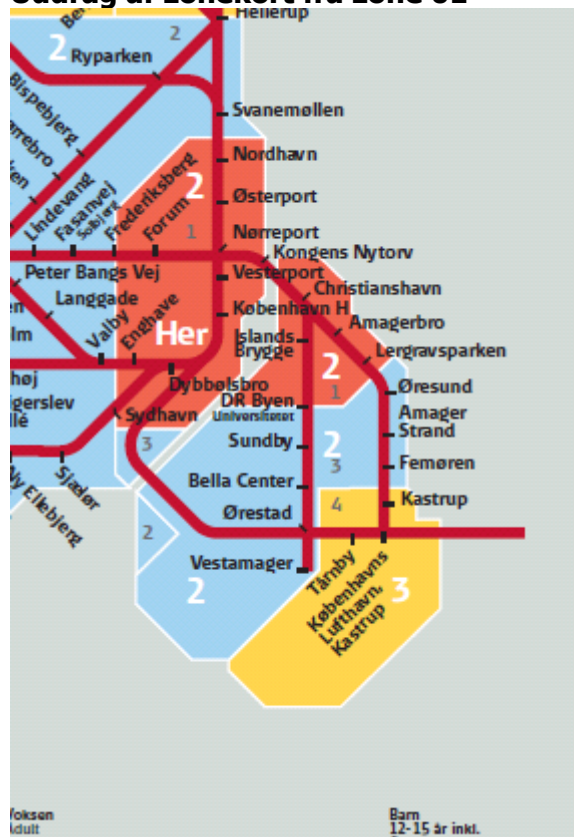 Hellerup
2
2
Ryparken
Bispebjerg
Svanemøllen
Nordhavn
Lindevang
Fasanvej
Solbjerg
Frederiksberg
Forum
2
1
Østerport
Nørreport
Kongens Nytorv
Peter Bangs Vej
Vesterport
Christianshavn
Langgade
Valby
Enghave
Her
København H
Amagerbro
Islands
Brygge
Lergravsparken
2
1
Dybbølsbro
DR Byen
Universitetet
Øresund
Sydhavn
Amager
Strand
3
Sundby
2
3
Femøren
Sjælør
Ny Ellebjerg
Bella Center
4
Kastrup
Ørestad
2
Vestamager
2
Tårnby
Københavns
Lufthavn,
Kastrup
3
Barn
12-15 år inkl.